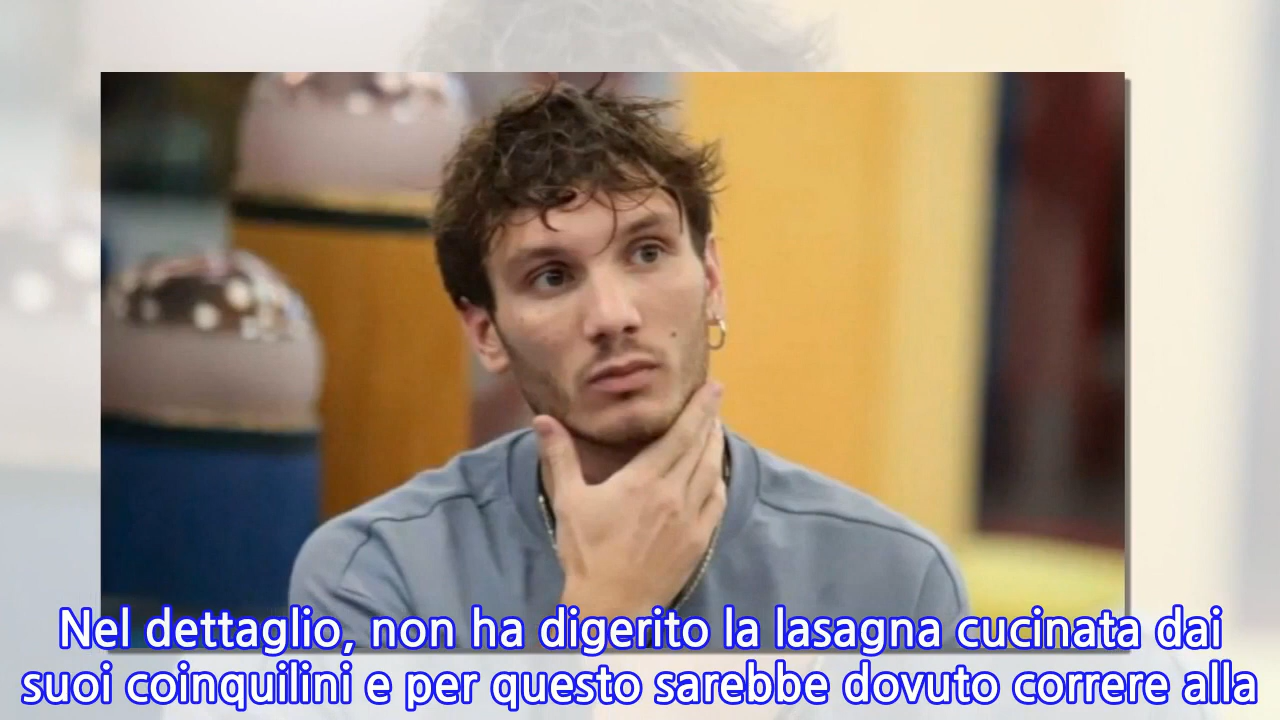 Nel dettaglio, non ha digerito la lasagna cucinata dai
suoi coinquilini e per questo sarebbe dovuto correre alla